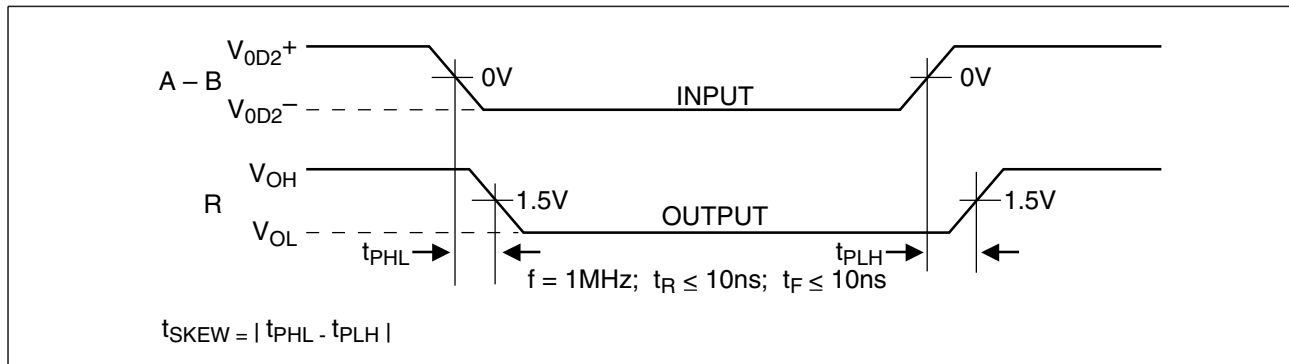 V0D2+
A – B
0V
0V
INPUT
V0D2–
VOH
R
1.5V
1.5V
OUTPUT
VOL
tPHL
tPLH
f = 1MHz; tR ≤ 10ns; tF ≤ 10ns
tSKEW = | tPHL - tPLH |